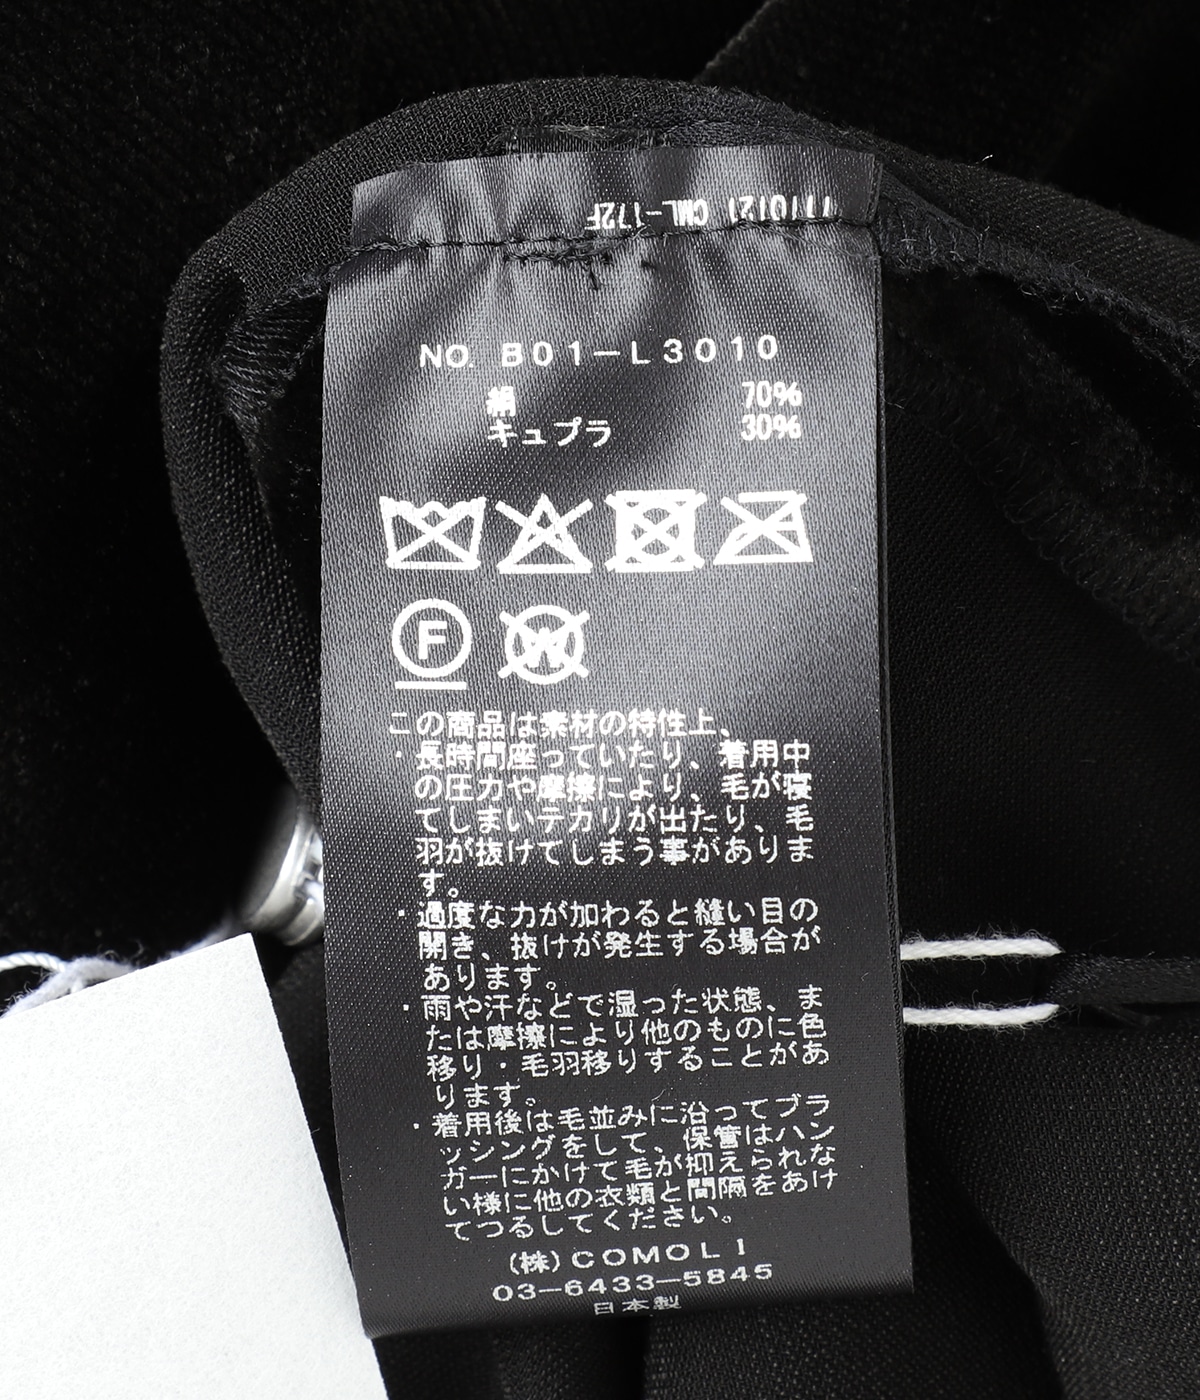 NO. B01-L3010
絹 70%
キュプラ 30%
F
W
この商品は素材の特性上、
・長時間座っていたり、着用中
の圧力や摩擦により、毛が寝
てしまいテカリが出たり、毛
羽が抜けてしまう事がありま
す。
・過度な力が加わると縫い目の
開き、抜けが発生する場合が
あります。
・雨や汗などで湿った状態、ま
たは摩擦により他のものに色
移り・毛羽移りすることがあ
ります。
・着用後は毛並みに沿ってブラ
ッシングをして、保管はハン
ガーにかけて毛が抑えられな
い様に他の衣類と間隔をあけ
てつるしてください。
(株)COMOLI
03-6433-5845
日本製